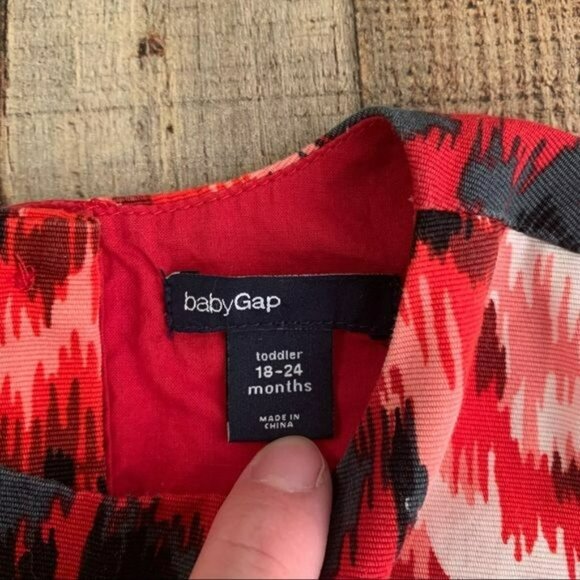 babyGap
toddler
18-24
months
MADE IN
CHINA